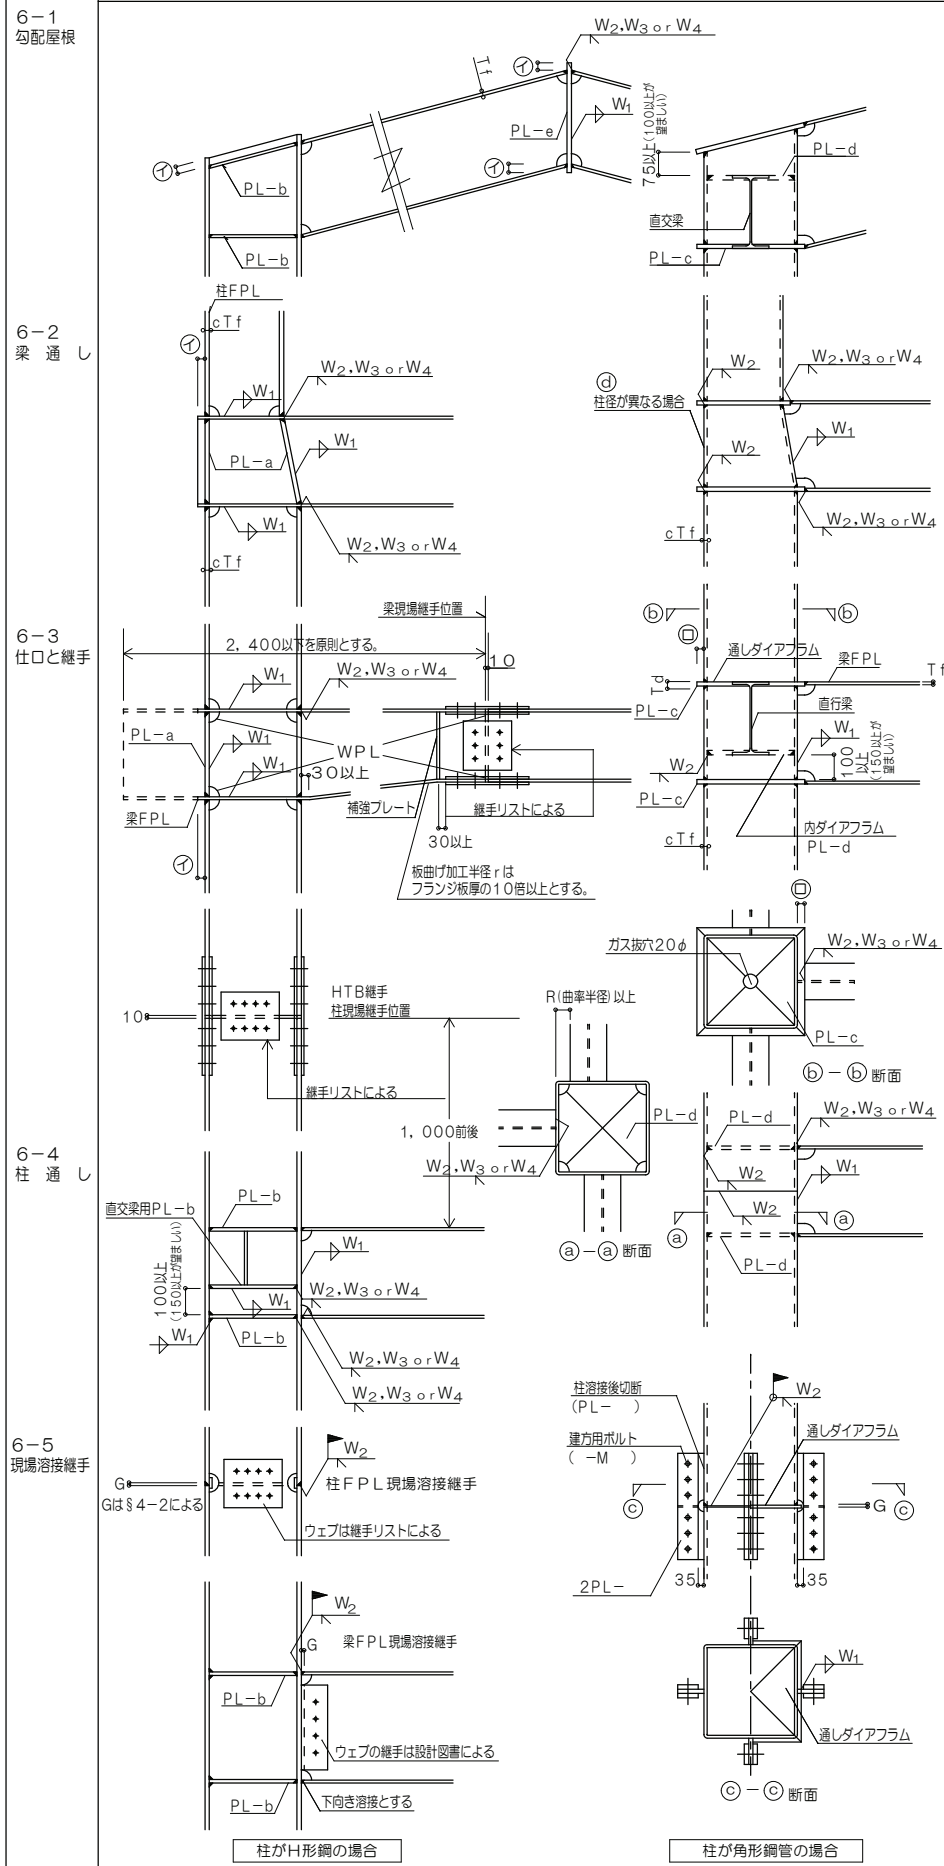 6-1
勾配屋根
W2,W3 or W4
㋑
Tf
㋑
W1
PL-e
75以上(100以上が
望ましい)
PL-d
㋑
PL-b
㋑
直交梁
PL-b
PL-c
柱FPL
6-2
梁 通 し
cTf
㋑
W2,W3 or W4
W1
PL-a
W1
W1
W2,W3 or W4
cTf
W2
W2,W3 or W4
ⓓ
柱径が異なる場合
W1
W2
W2,W3 or W4
cTf
6-3
仕口と継手
梁現場継手位置
2,400以下を原則とする。
10
W1
W2,W3 or W4
PL-a
W1
WPL
W1
30以上
梁FPL
補強プレート
継手リストによる
30以上
㋑
板曲げ加工半径rは
フランジ板厚の10倍以上とする。
ⓑ
ⓑ
㋺
通しダイアフラム
梁FPL
Tf
Td
PL-c
直行梁
W1
W2
100
以上
(150以上が
望ましい)
PL-c
内ダイアフラム
PL-d
cTf
㋺
ガス抜穴20φ
W2,W3 or W4
PL-c
ⓑ-ⓑ 断面
HTB継手
柱現場継手位置
10
継手リストによる
R(曲率半径)以上
1,000前後
PL-d
W2,W3 or W4
ⓐ-ⓐ 断面
6-4
柱 通 し
PL-b
直交梁用PL-b
W1
100以上
(150以上が望ましい)
W1
W2,W3 or W4
W1
PL-b
W2,W3 or W4
W2,W3 or W4
PL-d
W2,W3 or W4
W2
W1
W2
ⓐ
ⓐ
PL-d
6-5
現場溶接継手
W2
G
Gは§4-2による
柱FPL現場溶接継手
ウェブは継手リストによる
柱溶接後切断
(PL- )
W2
建方用ボルト
( -M )
通しダイアフラム
ⓒ
G
ⓒ
2PL-
35
35
W2
G
梁FPL現場溶接継手
PL-b
ウェブの継手は設計図書による
PL-b
下向き溶接とする
W1
通しダイアフラム
ⓒ-ⓒ 断面
柱がH形鋼の場合
柱が角形鋼管の場合